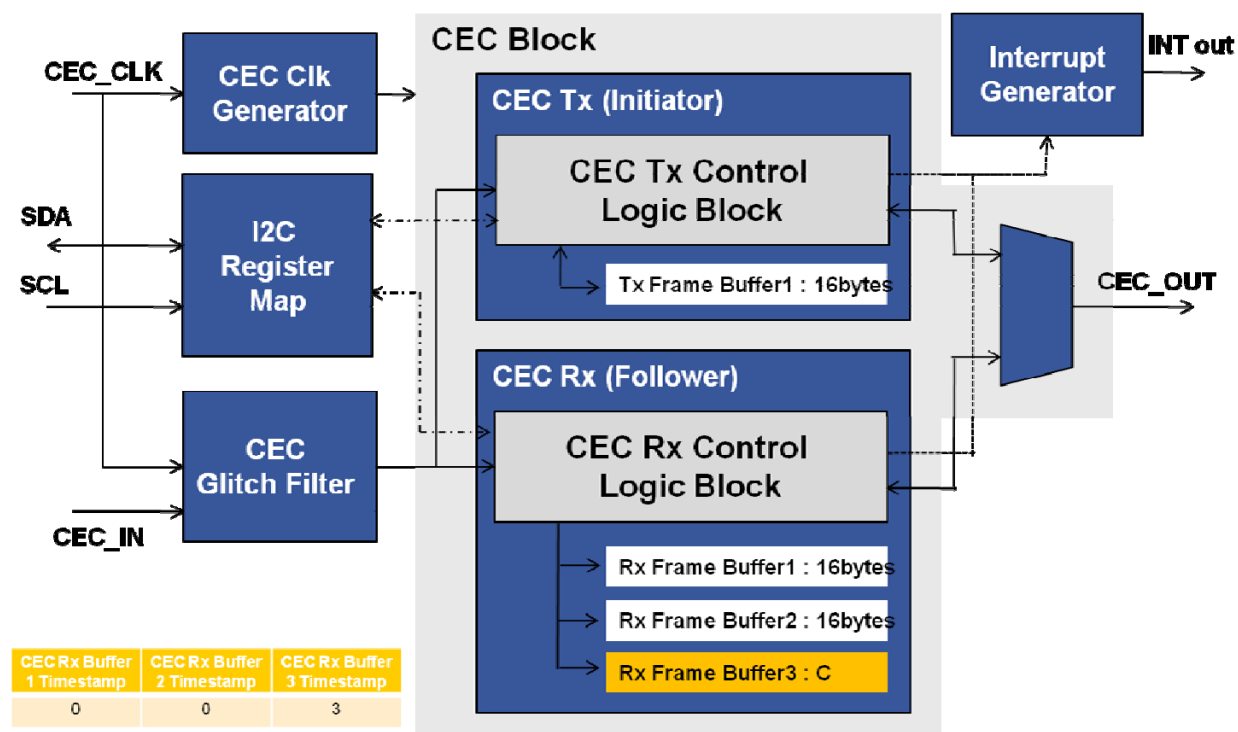 CEC_CLK
CEC Clk
Generator
SDA
SCL
I2C
Register
Map
CEC
Glitch Filter
CEC_IN
CEC Block
CEC Tx (Initiator)
CEC Tx Control
Logic Block
Tx Frame Buffer1 : 16bytes
CEC Rx (Follower)
CEC Rx Control
Logic Block
Rx Frame Buffer1 : 16bytes
Rx Frame Buffer2 : 16bytes
Rx Frame Buffer3 : C
Interrupt
Generator
INT out
CEC_OUT
CEC Rx Buffer
1 Timestamp
CEC Rx Buffer
2 Timestamp
CEC Rx Buffer
3 Timestamp
0
0
3